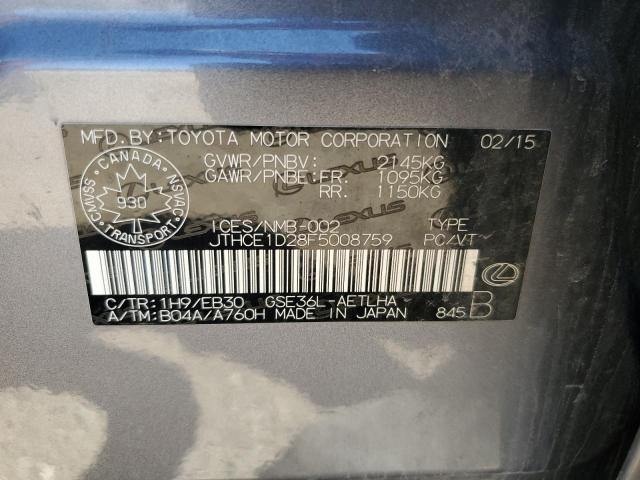 MFD. BY: TOYOTA MOTOR CORPORATION 02/15
GVWR/PNBV: 2145KG
GAWR/PNBE FR: 1095KG
RR: 1150KG
CANADA
CMVSS NSVAC
930
TRANSPORT
ICES/NMB-002 TYPE
JTHCE1D28F5008759 PC/VT
C/TR: 1H9/EB30 GSE36L-AETLHA
A/TM: B04A/A760H MADE IN JAPAN 845 B
LEXUS
LEXUS